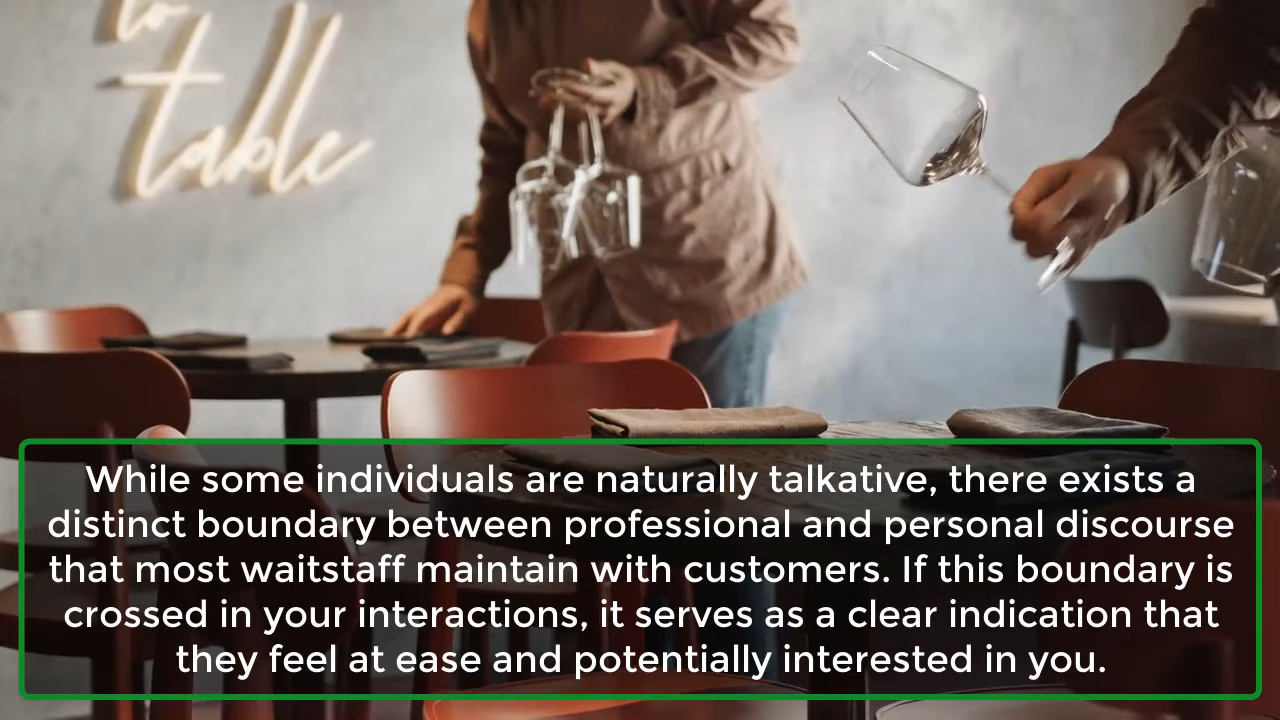 to
table
While some individuals are naturally talkative, there exists a
distinct boundary between professional and personal discourse
that most waitstaff maintain with customers. If this boundary is
crossed in your interactions, it serves as a clear indication that
they feel at ease and potentially interested in you.